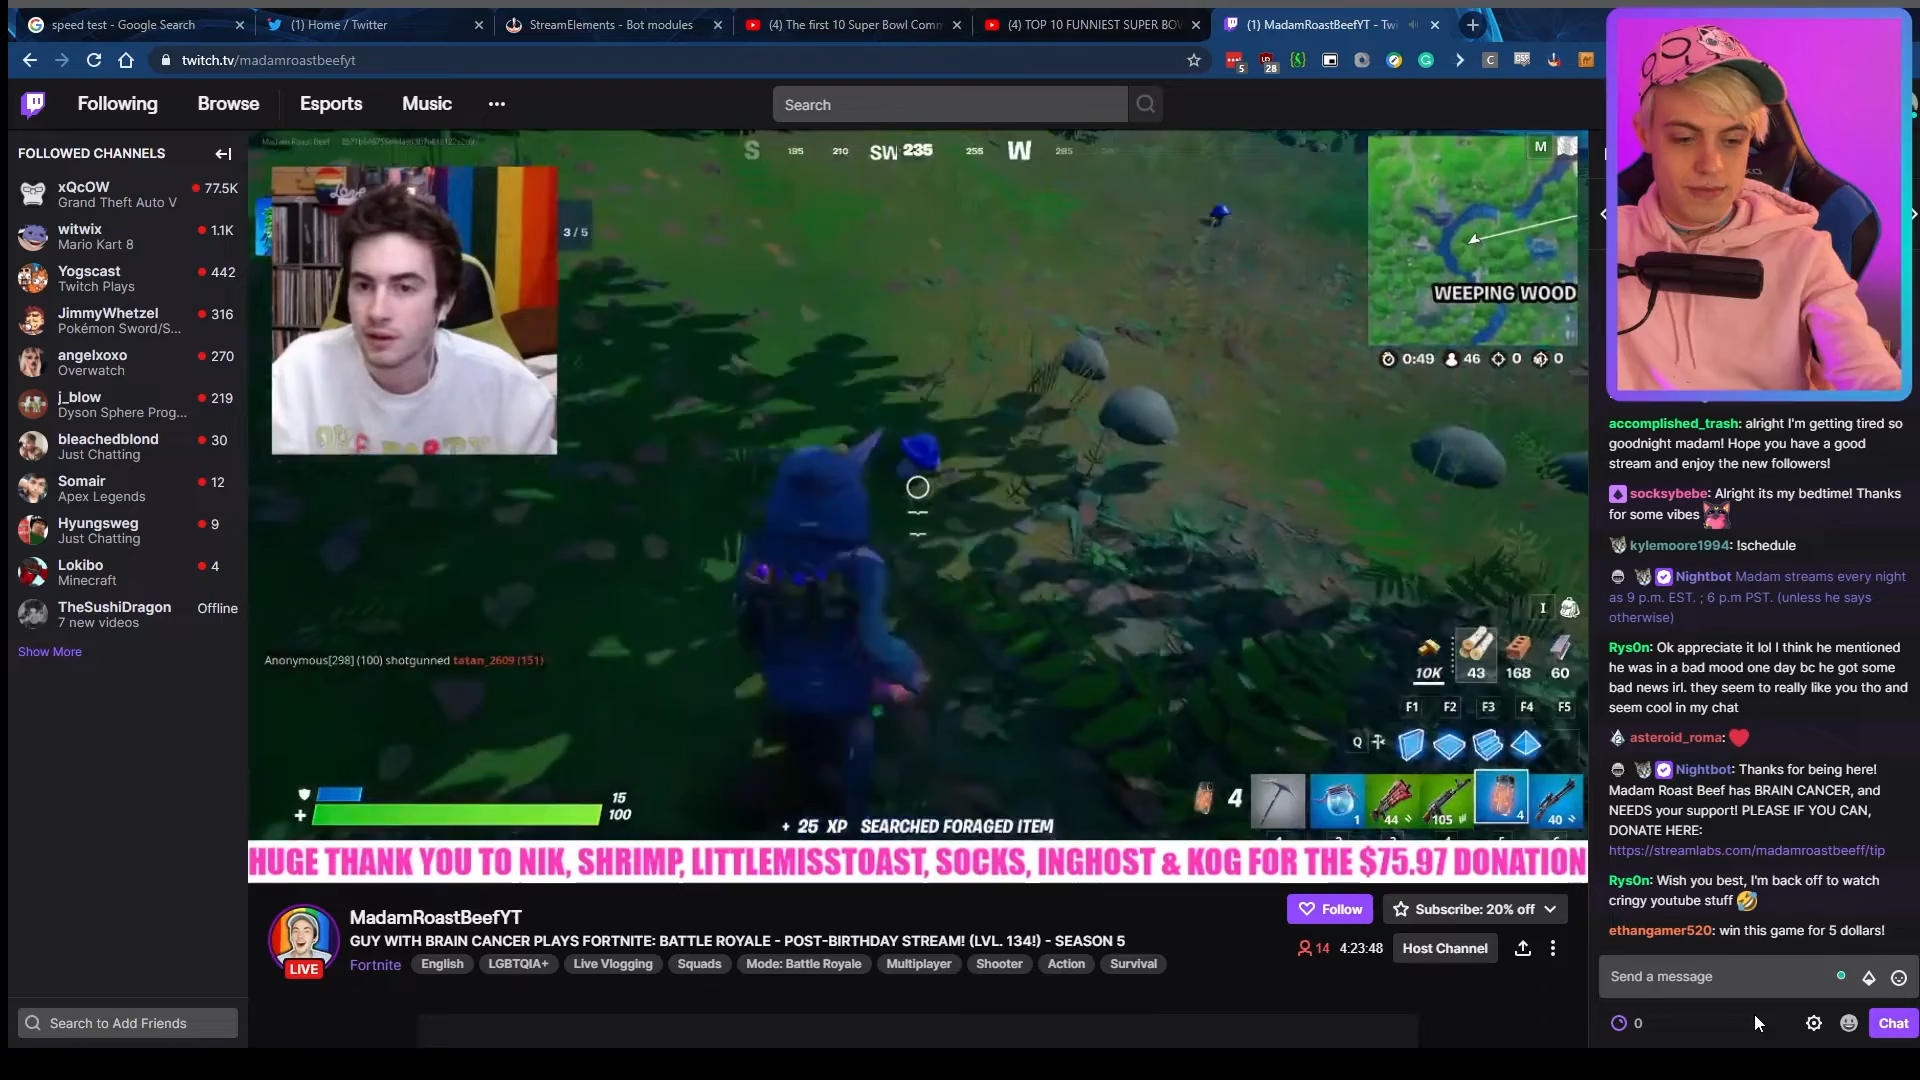 speed test - Google Search
(1) Home / Twitter
StreamElements - Bot modules
(4) The first 10 Super Bowl Comm
(4) TOP 10 FUNNIEST SUPER BOW
(1) MadamRoastBeefYT - Twi
twitch.tv/madamroastbeefyt
5
28
Following
Browse
Esports
Music
Search
FOLLOWED CHANNELS
xQcOW
77.5K
Grand Theft Auto V
witwix
1.1K
Mario Kart 8
Yogscast
442
Twitch Plays
JimmyWhetzel
316
Pokémon Sword/S...
angelxoxo
270
Overwatch
j_blow
219
Dyson Sphere Prog...
bleachedblond
30
Just Chatting
Somair
12
Apex Legends
Hyungsweg
9
Just Chatting
Lokibo
4
Minecraft
TheSushiDragon
Offline
7 new videos
Show More
Search to Add Friends
Madam Roast Beef
S 195 210 SW 235 255 W 285
Love
3 / 5
M
WEEPING WOOD
0:49 46 0 0
Anonymous[298] (100) shotgunned tatan_2609 (151)
I
10K 43 168 60
F1 F2 F3 F4 F5
Q
15
100
4
1 44 105 4 40
+ 25 XP SEARCHED FORAGED ITEM
HUGE THANK YOU TO NIK, SHRIMP, LITTLEMISSTOAST, SOCKS, INGHOST & KOG FOR THE $75.97 DONATION
MadamRoastBeefYT
GUY WITH BRAIN CANCER PLAYS FORTNITE: BATTLE ROYALE - POST-BIRTHDAY STREAM! (LVL. 134!) - SEASON 5
LIVE
Fortnite English LGBTQIA+ Live Vlogging Squads Mode: Battle Royale Multiplayer Shooter Action Survival
Follow
Subscribe: 20% off
14 4:23:48 Host Channel
accomplished_trash: alright I'm getting tired so
goodnight madam! Hope you have a good
stream and enjoy the new followers!
socksybebe: Alright its my bedtime! Thanks
for some vibes
kylemoore1994: !schedule
Nightbot Madam streams every night
as 9 p.m. EST. ; 6 p.m PST. (unless he says
otherwise)
Rys0n: Ok appreciate it lol I think he mentioned
he was in a bad mood one day bc he got some
bad news irl. they seem to really like you tho and
seem cool in my chat
asteroid_roma:
Nightbot: Thanks for being here!
Madam Roast Beef has BRAIN CANCER, and
NEEDS your support! PLEASE IF YOU CAN,
DONATE HERE:
https://streamlabs.com/madamroastbeeff/tip
Rys0n: Wish you best, I'm back off to watch
cringy youtube stuff
ethangamer520: win this game for 5 dollars!
Send a message
0
Chat